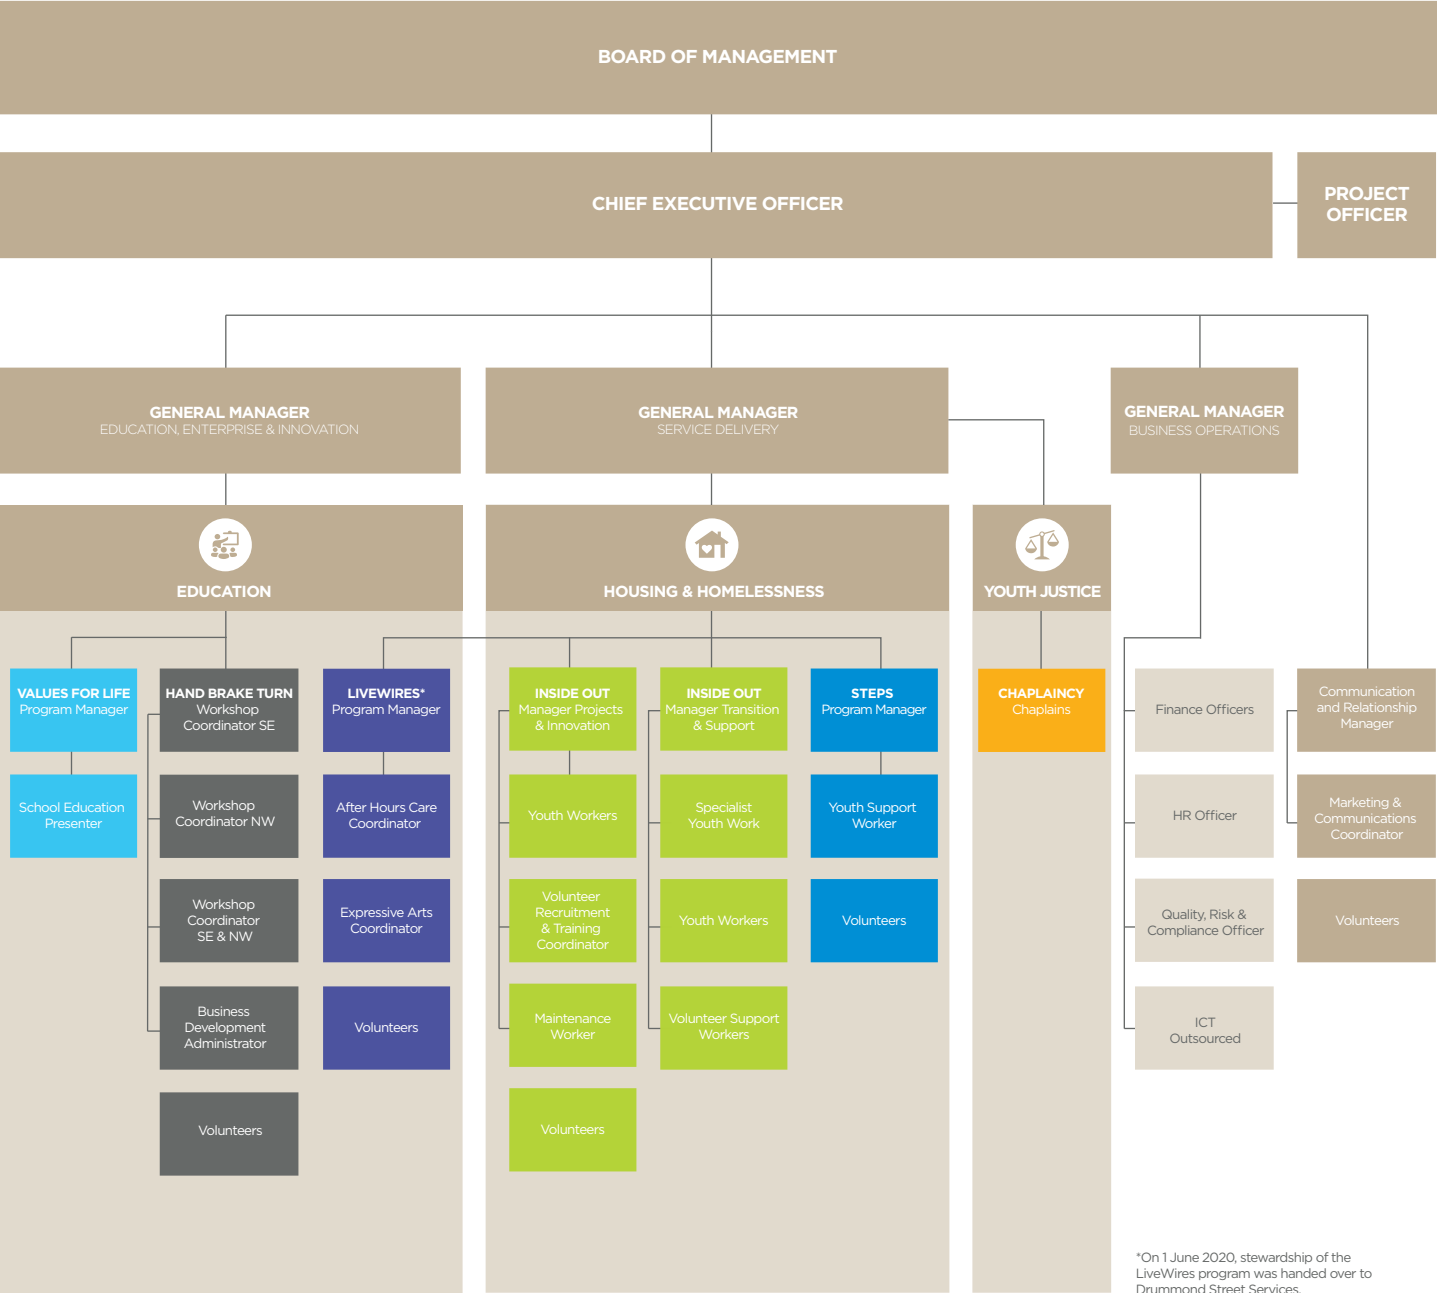 BOARD OF MANAGEMENT
CHIEF EXECUTIVE OFFICER
PROJECT
OFFICER
GENERAL MANAGER
EDUCATION, ENTERPRISE & INNOVATION
GENERAL MANAGER
SERVICE DELIVERY
GENERAL MANAGER
BUSINESS OPERATIONS
EDUCATION
HOUSING & HOMELESSNESS
YOUTH JUSTICE
VALUES FOR LIFE
Program Manager
School Education
Presenter
HAND BRAKE TURN
Workshop
Coordinator SE
Workshop
Coordinator NW
Workshop
Coordinator
SE & NW
Business
Development
Administrator
Volunteers
LIVEWIRES*
Program Manager
After Hours Care
Coordinator
Expressive Arts
Coordinator
Volunteers
INSIDE OUT
Manager Projects
& Innovation
Youth Workers
Volunteer
Recruitment
& Training
Coordinator
Maintenance
Worker
Volunteers
INSIDE OUT
Manager Transition
& Support
Specialist
Youth Work
Youth Workers
Volunteer Support
Workers
STEPS
Program Manager
Youth Support
Worker
Volunteers
CHAPLAINCY
Chaplains
Finance Officers
HR Officer
Quality, Risk &
Compliance Officer
ICT
Outsourced
Communication
and Relationship
Manager
Marketing &
Communications
Coordinator
Volunteers
*On 1 June 2020, stewardship of the
LiveWires program was handed over to
Drummond Street Services.